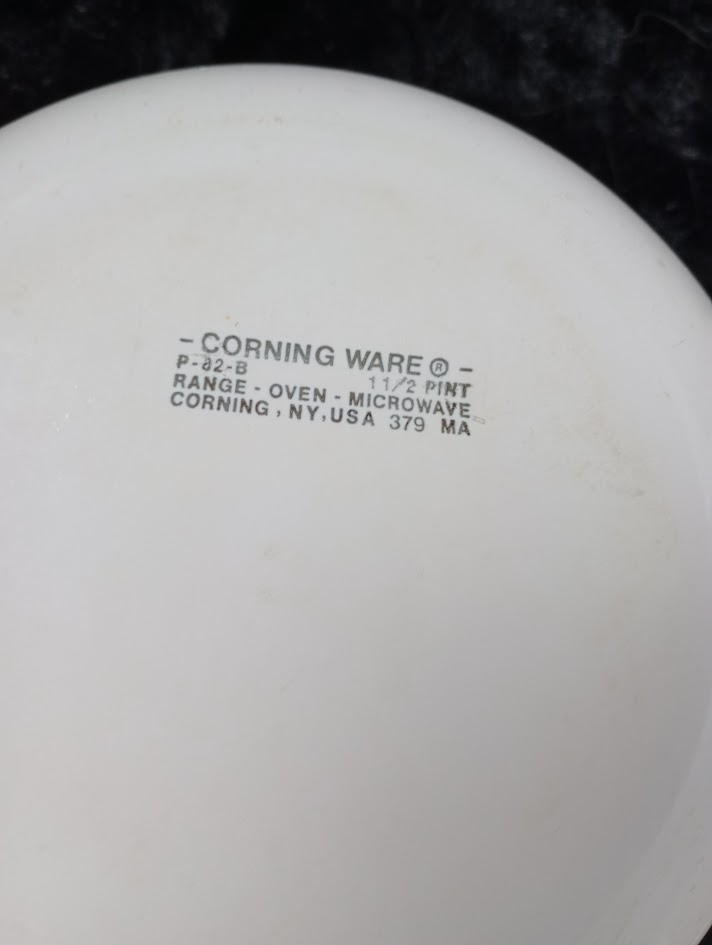 - CORNING WARE ® -
P-82-B 1 1/2 PINT
RANGE - OVEN - MICROWAVE
CORNING, NY, USA 379 MA